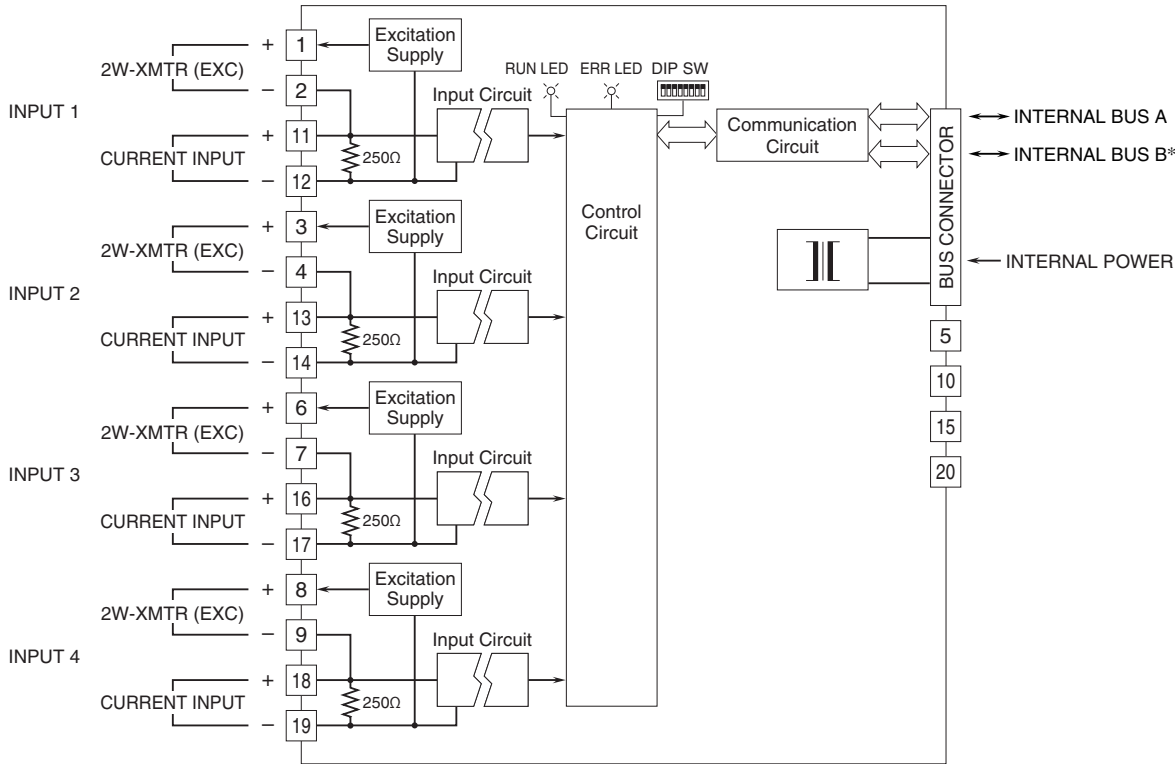 INPUT 1
2W-XMTR (EXC)
+
1
−
2
CURRENT INPUT
+
11
−
12
250Ω
Excitation
Supply
Input Circuit
INPUT 2
2W-XMTR (EXC)
+
3
−
4
CURRENT INPUT
+
13
−
14
250Ω
Excitation
Supply
Input Circuit
INPUT 3
2W-XMTR (EXC)
+
6
−
7
CURRENT INPUT
+
16
−
17
250Ω
Excitation
Supply
Input Circuit
INPUT 4
2W-XMTR (EXC)
+
8
−
9
CURRENT INPUT
+
18
−
19
250Ω
Excitation
Supply
Input Circuit
RUN LED
ERR LED
DIP SW
Control
Circuit
Communication
Circuit
BUS CONNECTOR
INTERNAL BUS A
INTERNAL BUS B*
INTERNAL POWER
5
10
15
20